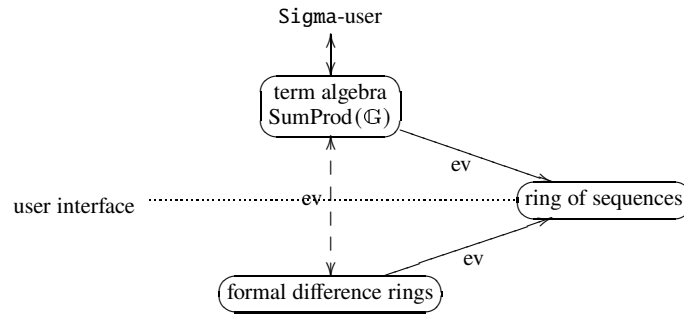 Sigma-user
term algebra
SumProd(𝔾)
ev
user interface
ev
ring of sequences
ev
formal difference rings